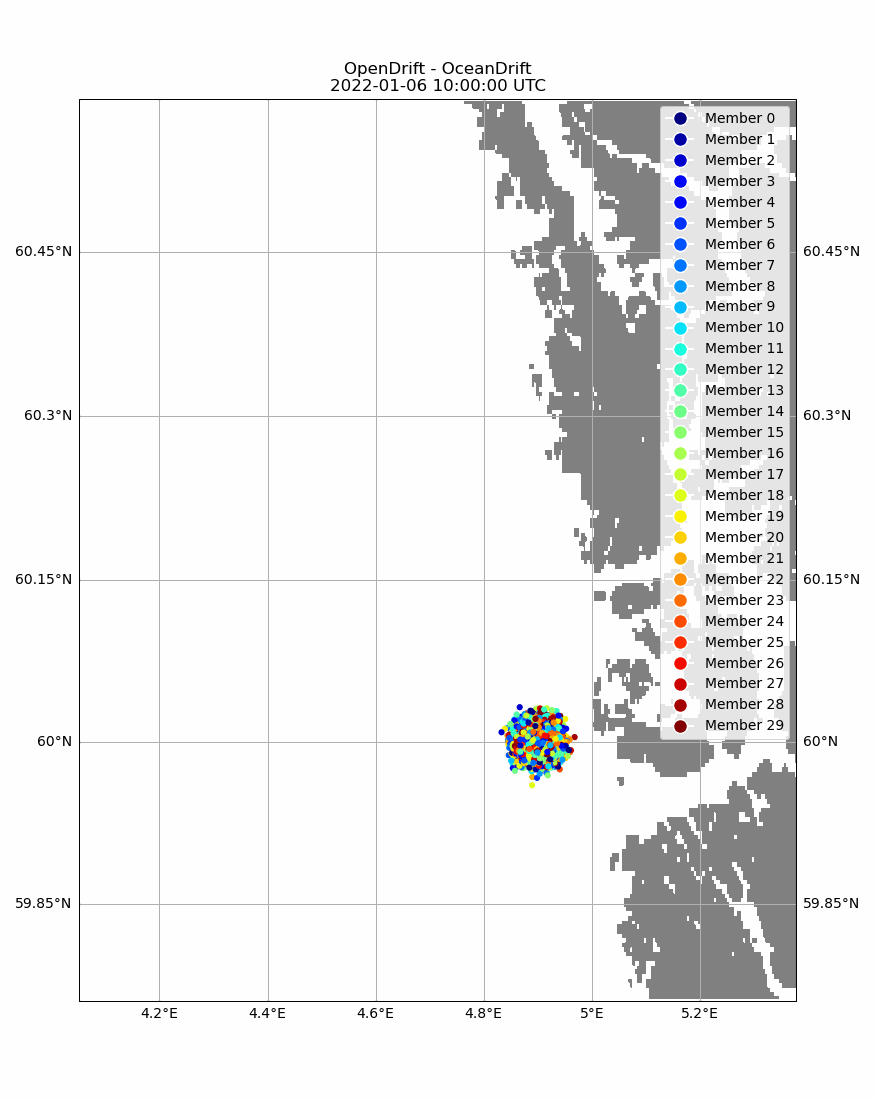 OpenDrift - OceanDrift
2022-01-06 10:00:00 UTC
Member 0
Member 1
Member 2
Member 3
Member 4
Member 5
Member 6
Member 7
Member 8
Member 9
Member 10
Member 11
Member 12
Member 13
Member 14
Member 15
Member 16
Member 17
Member 18
Member 19
Member 20
Member 21
Member 22
Member 23
Member 24
Member 25
Member 26
Member 27
Member 28
Member 29
60.45°N 60.45°N
60.3°N 60.3°N
60.15°N 60.15°N
60°N 60°N
59.85°N 59.85°N
4.2°E 4.4°E 4.6°E 4.8°E 5°E 5.2°E